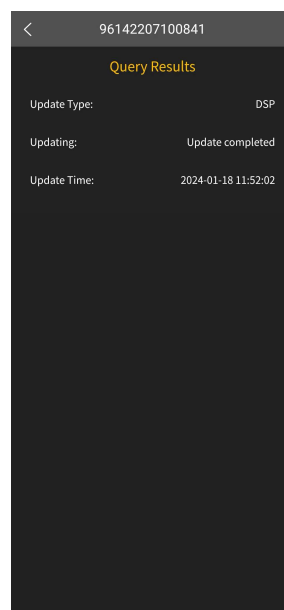 96142207100841
Query Results
Update Type: DSP
Updating: Update completed
Update Time: 2024-01-18 11:52:02